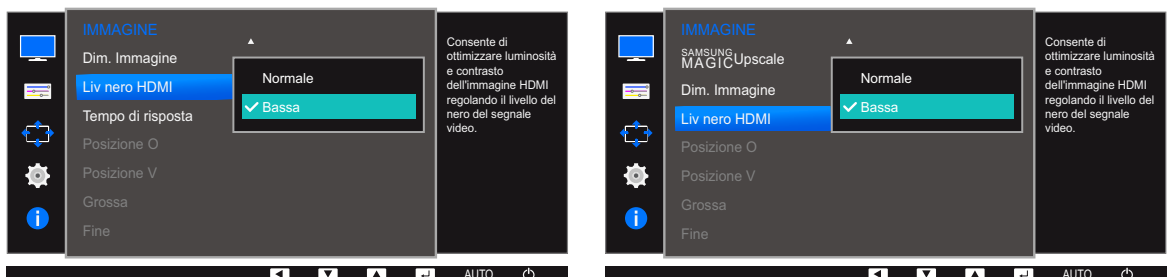 IMMAGINE
Dim. Immagine
Liv nero HDMI
Tempo di risposta
Posizione O
Posizione V
Grossa
Fine
Normale
Bassa
Consente di
ottimizzare luminosità
e contrasto
dell'immagine HDMI
regolando il livello del
nero del segnale
video.
AUTO
IMMAGINE
SAMSUNG
MAGICUpscale
Dim. Immagine
Liv nero HDMI
Posizione O
Posizione V
Grossa
Fine
Normale
Bassa
Consente di
ottimizzare luminosità
e contrasto
dell'immagine HDMI
regolando il livello del
nero del segnale
video.
AUTO